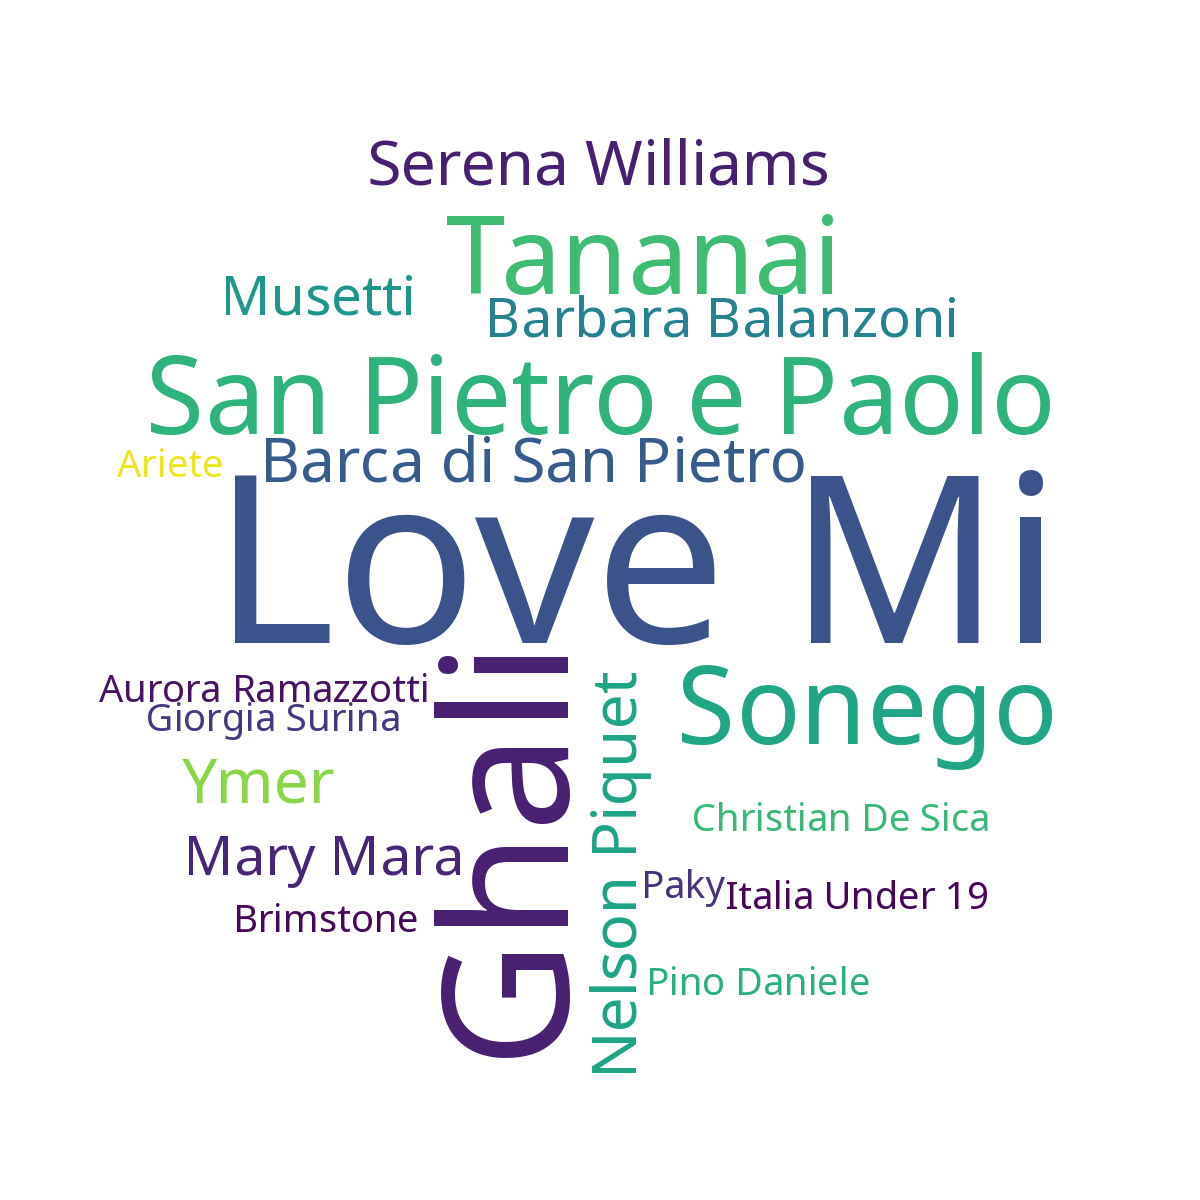 Serena Williams
Tananai
Musetti
Barbara Balanzoni
San Pietro e Paolo
Ariete
Barca di San Pietro
Love Mi
Aurora Ramazzotti
Giorgia Surina
Ghali
Nelson Piquet
Sonego
Ymer
Christian De Sica
Mary Mara
Paky
Italia Under 19
Brimstone
Pino Daniele